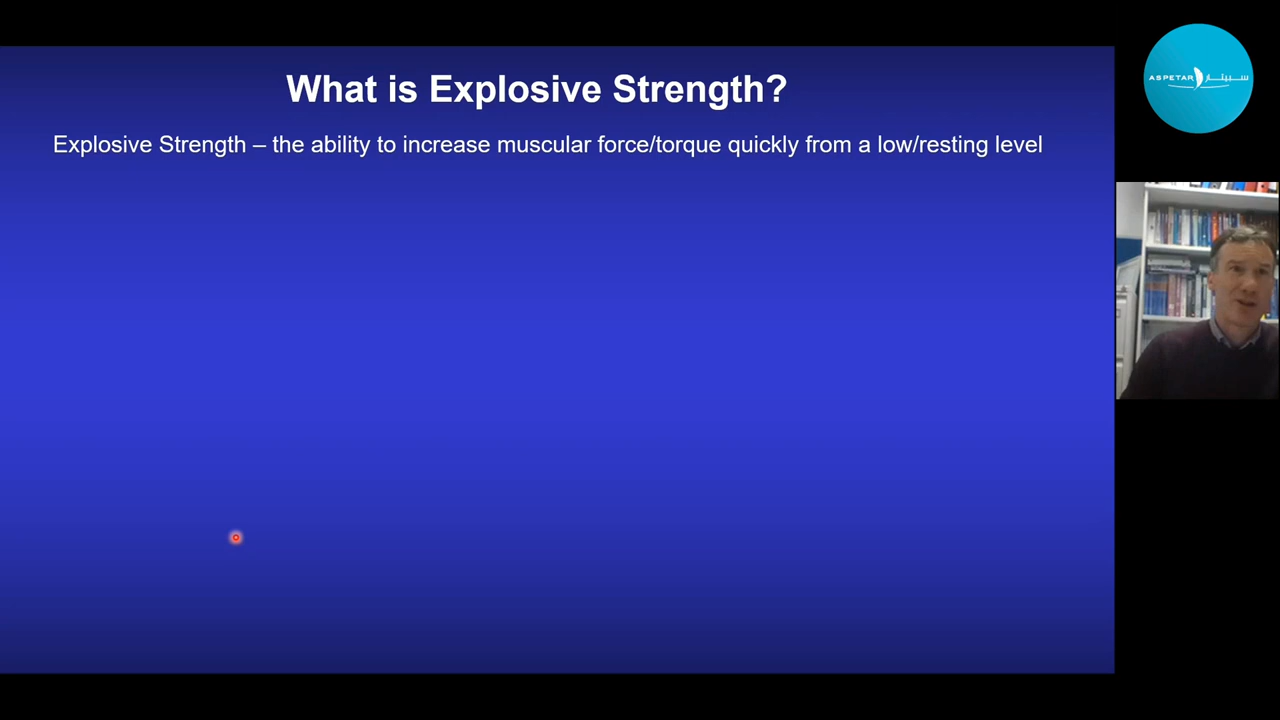 What is Explosive Strength?
Explosive Strength – the ability to increase muscular force/torque quickly from a low/resting level
ASPETAR سبيتار